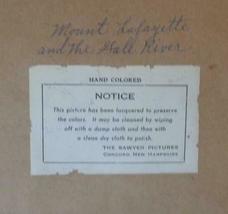 Mount Lafayette
and the Gale River
HAND COLORED
NOTICE
This picture has been lacquered to preserve
the colors. It may be cleaned by wiping
off with a damp cloth and then with
a clean dry cloth to polish.
THE SAWYER PICTURES
CONCORD, NEW HAMPSHIRE